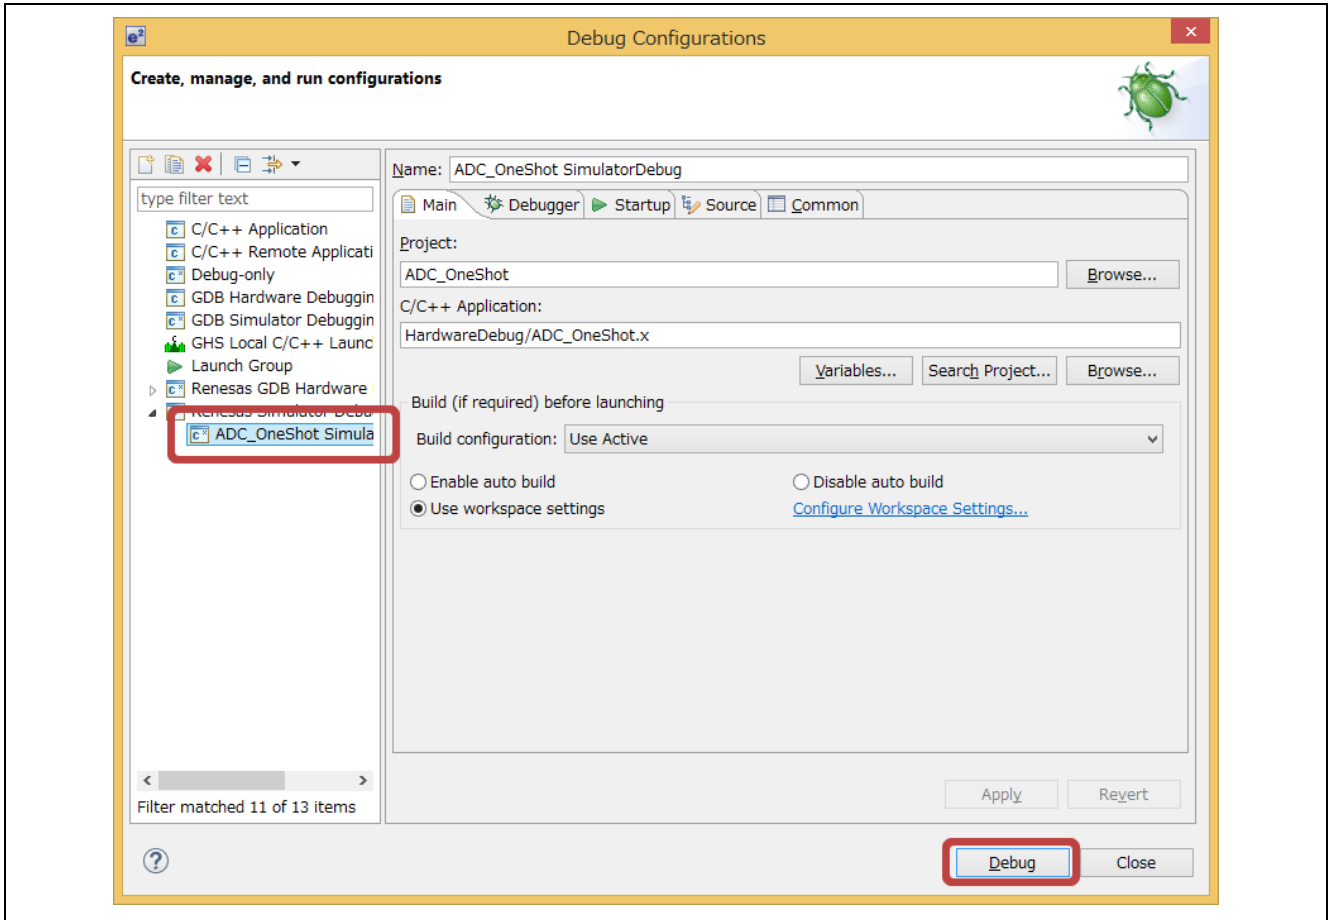 e²
Debug Configurations
Create, manage, and run configurations
type filter text
C/C++ Application
C/C++ Remote Applicati
Debug-only
GDB Hardware Debuggin
GDB Simulator Debuggin
GHS Local C/C++ Launc
Launch Group
Renesas GDB Hardware
Renesas Simulator Debu
ADC_OneShot Simula
Filter matched 11 of 13 items
Name: ADC_OneShot SimulatorDebug
Main Debugger Startup Source Common
Project:
ADC_OneShot Browse...
C/C++ Application:
HardwareDebug/ADC_OneShot.x
Variables... Search Project... Browse...
Build (if required) before launching
Build configuration: Use Active
Enable auto build Disable auto build
Use workspace settings Configure Workspace Settings...
Apply Revert
Debug Close